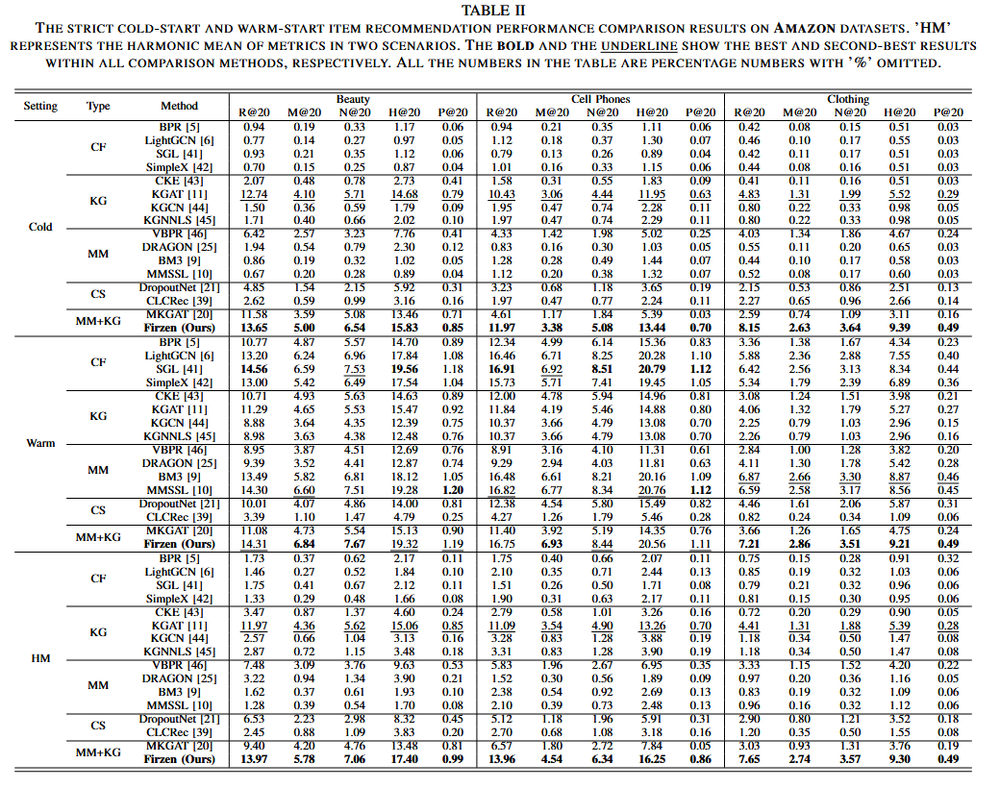 TABLE II
THE STRICT COLD-START AND WARM-START ITEM RECOMMENDATION PERFORMANCE COMPARISON RESULTS ON AMAZON DATASETS. 'HM'
REPRESENTS THE HARMONIC MEAN OF METRICS IN TWO SCENARIOS. THE BOLD AND THE UNDERLINE SHOW THE BEST AND SECOND-BEST RESULTS
WITHIN ALL COMPARISON METHODS, RESPECTIVELY. ALL THE NUMBERS IN THE TABLE ARE PERCENTAGE NUMBERS WITH '%' OMITTED.
Setting Type Method Beauty Cell Phones Clothing
R@20 M@20 N@20 H@20 P@20 R@20 M@20 N@20 H@20 P@20 R@20 M@20 N@20 H@20 P@20
Cold
CF
BPR [5] 0.94 0.19 0.33 1.17 0.06 0.94 0.21 0.35 1.11 0.06 0.42 0.08 0.15 0.51 0.03
LightGCN [6] 0.77 0.14 0.27 0.97 0.05 1.12 0.18 0.37 1.30 0.07 0.46 0.10 0.17 0.55 0.03
SGL [41] 0.93 0.21 0.35 1.12 0.06 0.79 0.13 0.26 0.89 0.04 0.42 0.11 0.17 0.51 0.03
SimpleX [42] 0.70 0.15 0.25 0.87 0.04 1.01 0.16 0.33 1.15 0.06 0.44 0.08 0.16 0.51 0.03
KG
CKE [43] 2.07 0.48 0.78 2.73 0.41 1.58 0.31 0.55 1.83 0.09 0.41 0.11 0.16 0.51 0.03
KGAT [11] 12.74 4.10 5.71 14.68 0.79 10.43 3.06 4.44 11.95 0.63 4.83 1.31 1.99 5.52 0.29
KGCN [44] 1.50 0.36 0.59 1.79 0.09 1.95 0.47 0.74 2.28 0.11 0.80 0.22 0.33 0.98 0.05
KGNNLS [45] 1.71 0.40 0.66 2.02 0.10 1.97 0.47 0.74 2.29 0.11 0.80 0.22 0.33 0.98 0.05
MM
VBPR [46] 6.42 2.57 3.23 7.76 0.41 4.33 1.42 1.98 5.02 0.25 4.03 1.34 1.86 4.67 0.24
DRAGON [25] 1.94 0.54 0.79 2.30 0.12 0.83 0.16 0.30 1.03 0.05 0.55 0.11 0.20 0.65 0.03
BM3 [9] 0.86 0.19 0.32 1.02 0.05 1.28 0.28 0.49 1.44 0.07 0.44 0.10 0.17 0.58 0.03
MMSSL [10] 0.67 0.20 0.28 0.89 0.04 1.12 0.20 0.38 1.32 0.07 0.52 0.08 0.17 0.60 0.03
CS
DropoutNet [21] 4.85 1.54 2.15 5.92 0.31 3.23 0.68 1.18 3.65 0.19 2.15 0.53 0.86 2.51 0.13
CLCRec [39] 2.62 0.59 0.99 3.16 0.16 1.97 0.47 0.77 2.24 0.11 2.27 0.65 0.96 2.66 0.14
MM+KG
MKGAT [20] 11.58 3.59 5.08 13.46 0.71 4.61 1.17 1.84 5.39 0.03 2.59 0.74 1.09 3.11 0.16
Firzen (Ours) 13.65 5.00 6.54 15.83 0.85 11.97 3.38 5.08 13.44 0.70 8.15 2.63 3.64 9.39 0.49
Warm
CF
BPR [5] 10.77 4.87 5.57 14.70 0.89 12.34 4.99 6.14 15.36 0.83 3.36 1.38 1.67 4.34 0.23
LightGCN [6] 13.20 6.24 6.96 17.84 1.08 16.46 6.71 8.25 20.28 1.10 5.88 2.36 2.88 7.55 0.40
SGL [41] 14.56 6.59 7.53 19.56 1.18 16.91 6.92 8.51 20.79 1.12 6.42 2.56 3.13 8.34 0.44
SimpleX [42] 13.00 5.42 6.49 17.54 1.04 15.73 5.71 7.41 19.45 1.05 5.34 1.79 2.39 6.89 0.36
KG
CKE [43] 10.71 4.93 5.63 14.63 0.89 12.00 4.78 5.94 14.96 0.81 3.08 1.24 1.51 3.98 0.21
KGAT [11] 11.29 4.65 5.53 15.47 0.92 11.84 4.19 5.46 14.88 0.80 4.06 1.32 1.79 5.27 0.27
KGCN [44] 8.88 3.64 4.35 12.39 0.75 10.37 3.66 4.79 13.08 0.70 2.25 0.79 1.03 2.96 0.15
KGNNLS [45] 8.98 3.63 4.38 12.48 0.76 10.37 3.66 4.79 13.08 0.70 2.26 0.79 1.03 2.96 0.16
MM
VBPR [46] 8.95 3.87 4.51 12.69 0.76 8.91 3.16 4.10 11.31 0.61 2.84 1.00 1.28 3.82 0.20
DRAGON [25] 9.39 3.52 4.41 12.87 0.74 9.29 2.94 4.03 11.81 0.63 4.11 1.30 1.78 5.42 0.28
BM3 [9] 13.49 5.82 6.81 18.12 1.05 16.48 6.61 8.21 20.16 1.09 6.87 2.66 3.30 8.87 0.46
MMSSL [10] 14.30 6.60 7.51 19.28 1.20 16.82 6.77 8.34 20.76 1.12 6.59 2.58 3.17 8.56 0.45
CS
DropoutNet [21] 10.01 4.07 4.86 14.00 0.81 12.38 4.54 5.80 15.49 0.82 4.46 1.61 2.06 5.87 0.31
CLCRec [39] 3.39 1.10 1.47 4.79 0.25 4.27 1.26 1.79 5.46 0.28 0.82 0.24 0.34 1.09 0.06
MM+KG
MKGAT [20] 11.08 4.73 5.54 15.13 0.90 11.40 3.92 5.19 14.35 0.76 3.66 1.26 1.65 4.75 0.24
Firzen (Ours) 14.31 6.84 7.67 19.32 1.19 16.75 6.93 8.44 20.56 1.11 7.21 2.86 3.51 9.21 0.49
HM
CF
BPR [5] 1.73 0.37 0.62 2.17 0.11 1.75 0.40 0.66 2.07 0.11 0.75 0.15 0.28 0.91 0.32
LightGCN [6] 1.46 0.27 0.52 1.84 0.10 2.10 0.35 0.71 2.44 0.13 0.85 0.19 0.32 1.03 0.06
SGL [41] 1.75 0.41 0.67 2.12 0.11 1.51 0.26 0.50 1.71 0.08 0.79 0.21 0.32 0.96 0.06
SimpleX [42] 1.33 0.29 0.48 1.66 0.08 1.90 0.31 0.63 2.17 0.11 0.81 0.15 0.30 0.95 0.06
KG
CKE [43] 3.47 0.87 1.37 4.60 0.24 2.79 0.58 1.01 3.26 0.16 0.72 0.20 0.29 0.90 0.05
KGAT [11] 11.97 4.36 5.62 15.06 0.85 11.09 3.54 4.90 13.26 0.70 4.41 1.31 1.88 5.39 0.28
KGCN [44] 2.57 0.66 1.04 3.13 0.16 3.28 0.83 1.28 3.88 0.19 1.18 0.34 0.50 1.47 0.08
KGNNLS [45] 2.87 0.72 1.15 3.48 0.18 3.31 0.83 1.28 3.90 0.19 1.18 0.34 0.50 1.47 0.08
MM
VBPR [46] 7.48 3.09 3.76 9.63 0.53 5.83 1.96 2.67 6.95 0.35 3.33 1.15 1.52 4.20 0.22
DRAGON [25] 3.22 0.94 1.34 3.90 0.21 1.52 0.30 0.56 1.89 0.09 0.97 0.20 0.36 1.16 0.05
BM3 [9] 1.62 0.37 0.61 1.93 0.10 2.38 0.54 0.92 2.69 0.13 0.83 0.19 0.32 1.09 0.06
MMSSL [10] 1.28 0.39 0.54 1.70 0.08 2.10 0.39 0.73 2.48 0.13 0.96 0.16 0.32 1.12 0.06
CS
DropoutNet [21] 6.53 2.23 2.98 8.32 0.45 5.12 1.18 1.96 5.91 0.31 2.90 0.80 1.21 3.52 0.18
CLCRec [39] 2.45 0.88 1.09 3.83 0.20 2.70 0.68 1.08 3.18 0.16 1.20 0.35 0.50 1.55 0.08
MM+KG
MKGAT [20] 9.40 4.20 4.76 13.48 0.81 6.57 1.80 2.72 7.84 0.05 3.03 0.93 1.31 3.76 0.19
Firzen (Ours) 13.97 5.78 7.06 17.40 0.99 13.96 4.54 6.34 16.25 0.86 7.65 2.74 3.57 9.30 0.49